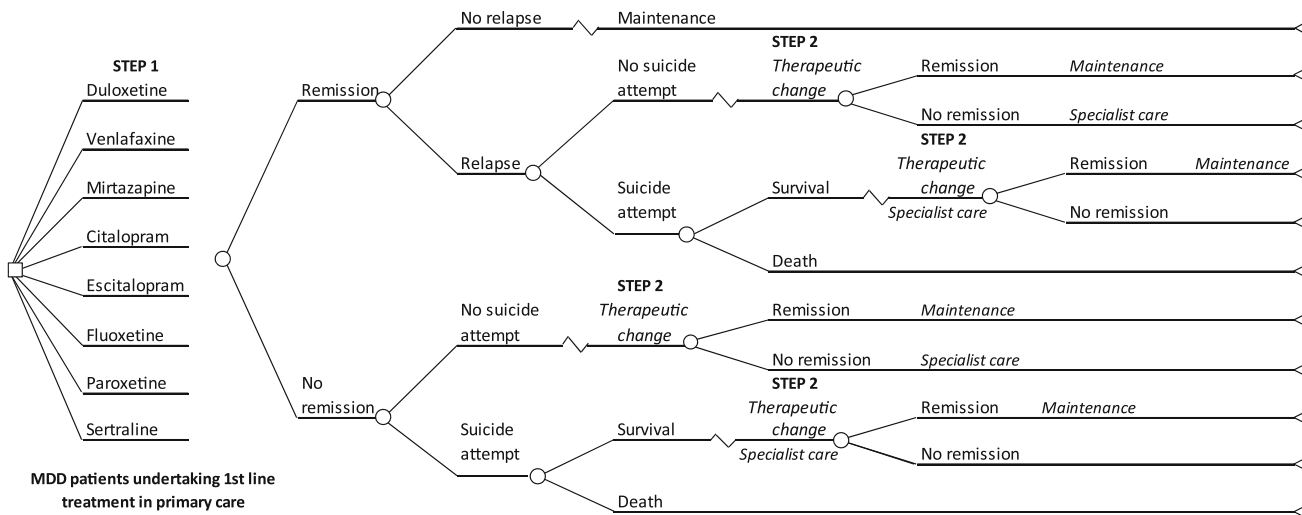 STEP 1
Duloxetine
Venlafaxine
Mirtazapine
Citalopram
Escitalopram
Fluoxetine
Paroxetine
Sertraline
MDD patients undertaking 1st line
treatment in primary care
Remission
No relapse
Maintenance
Relapse
No suicide
attempt
STEP 2
Therapeutic
change
Remission
Maintenance
No remission
Specialist care
Suicide
attempt
Survival
STEP 2
Therapeutic
change
Specialist care
Remission
Maintenance
No remission
Death
No
remission
No suicide
attempt
STEP 2
Therapeutic
change
Remission
Maintenance
No remission
Specialist care
Suicide
attempt
Survival
STEP 2
Therapeutic
change
Specialist care
Remission
Maintenance
No remission
Death